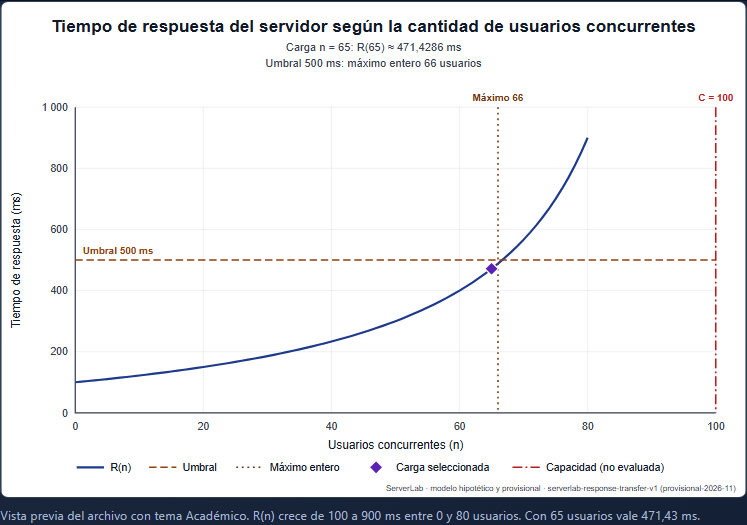 Tiempo de respuesta del servidor según la cantidad de usuarios concurrentes
Carga n = 65: R(65) ≈ 471,4286 ms
Umbral 500 ms: máximo entero 66 usuarios
Máximo 66
C = 100
1 000
800
600
400
200
0
Tiempo de respuesta (ms)
Umbral 500 ms
0 20 40 60 80 100
Usuarios concurrentes (n)
R(n) Umbral Máximo entero Carga seleccionada Capacidad (no evaluada)
ServerLab · modelo hipotético y provisional · serverlab-response-transfer-v1 (provisional-2026-11)
Vista previa del archivo con tema Académico. R(n) crece de 100 a 900 ms entre 0 y 80 usuarios. Con 65 usuarios vale 471,43 ms.